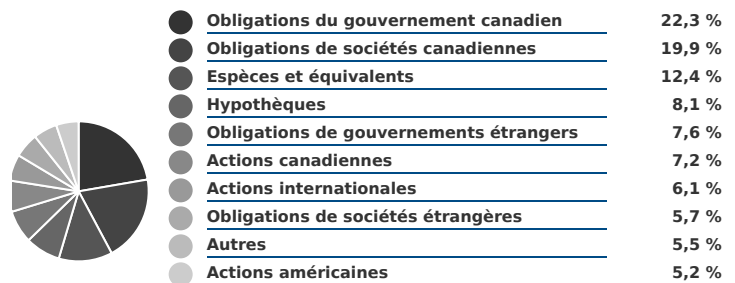 Obligations du gouvernement canadien 22,3 %
Obligations de sociétés canadiennes 19,9 %
Espèces et équivalents 12,4 %
Hypothèques 8,1 %
Obligations de gouvernements étrangers 7,6 %
Actions canadiennes 7,2 %
Actions internationales 6,1 %
Obligations de sociétés étrangères 5,7 %
Autres 5,5 %
Actions américaines 5,2 %